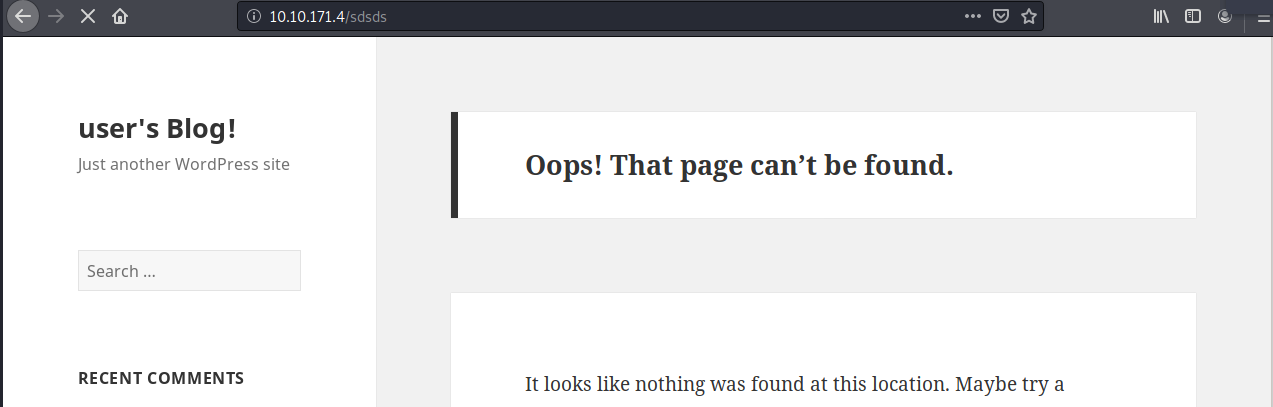 10.10.171.4/sdsds
user's Blog!
Just another WordPress site
Search ...
RECENT COMMENTS
Oops! That page can’t be found.
It looks like nothing was found at this location. Maybe try a